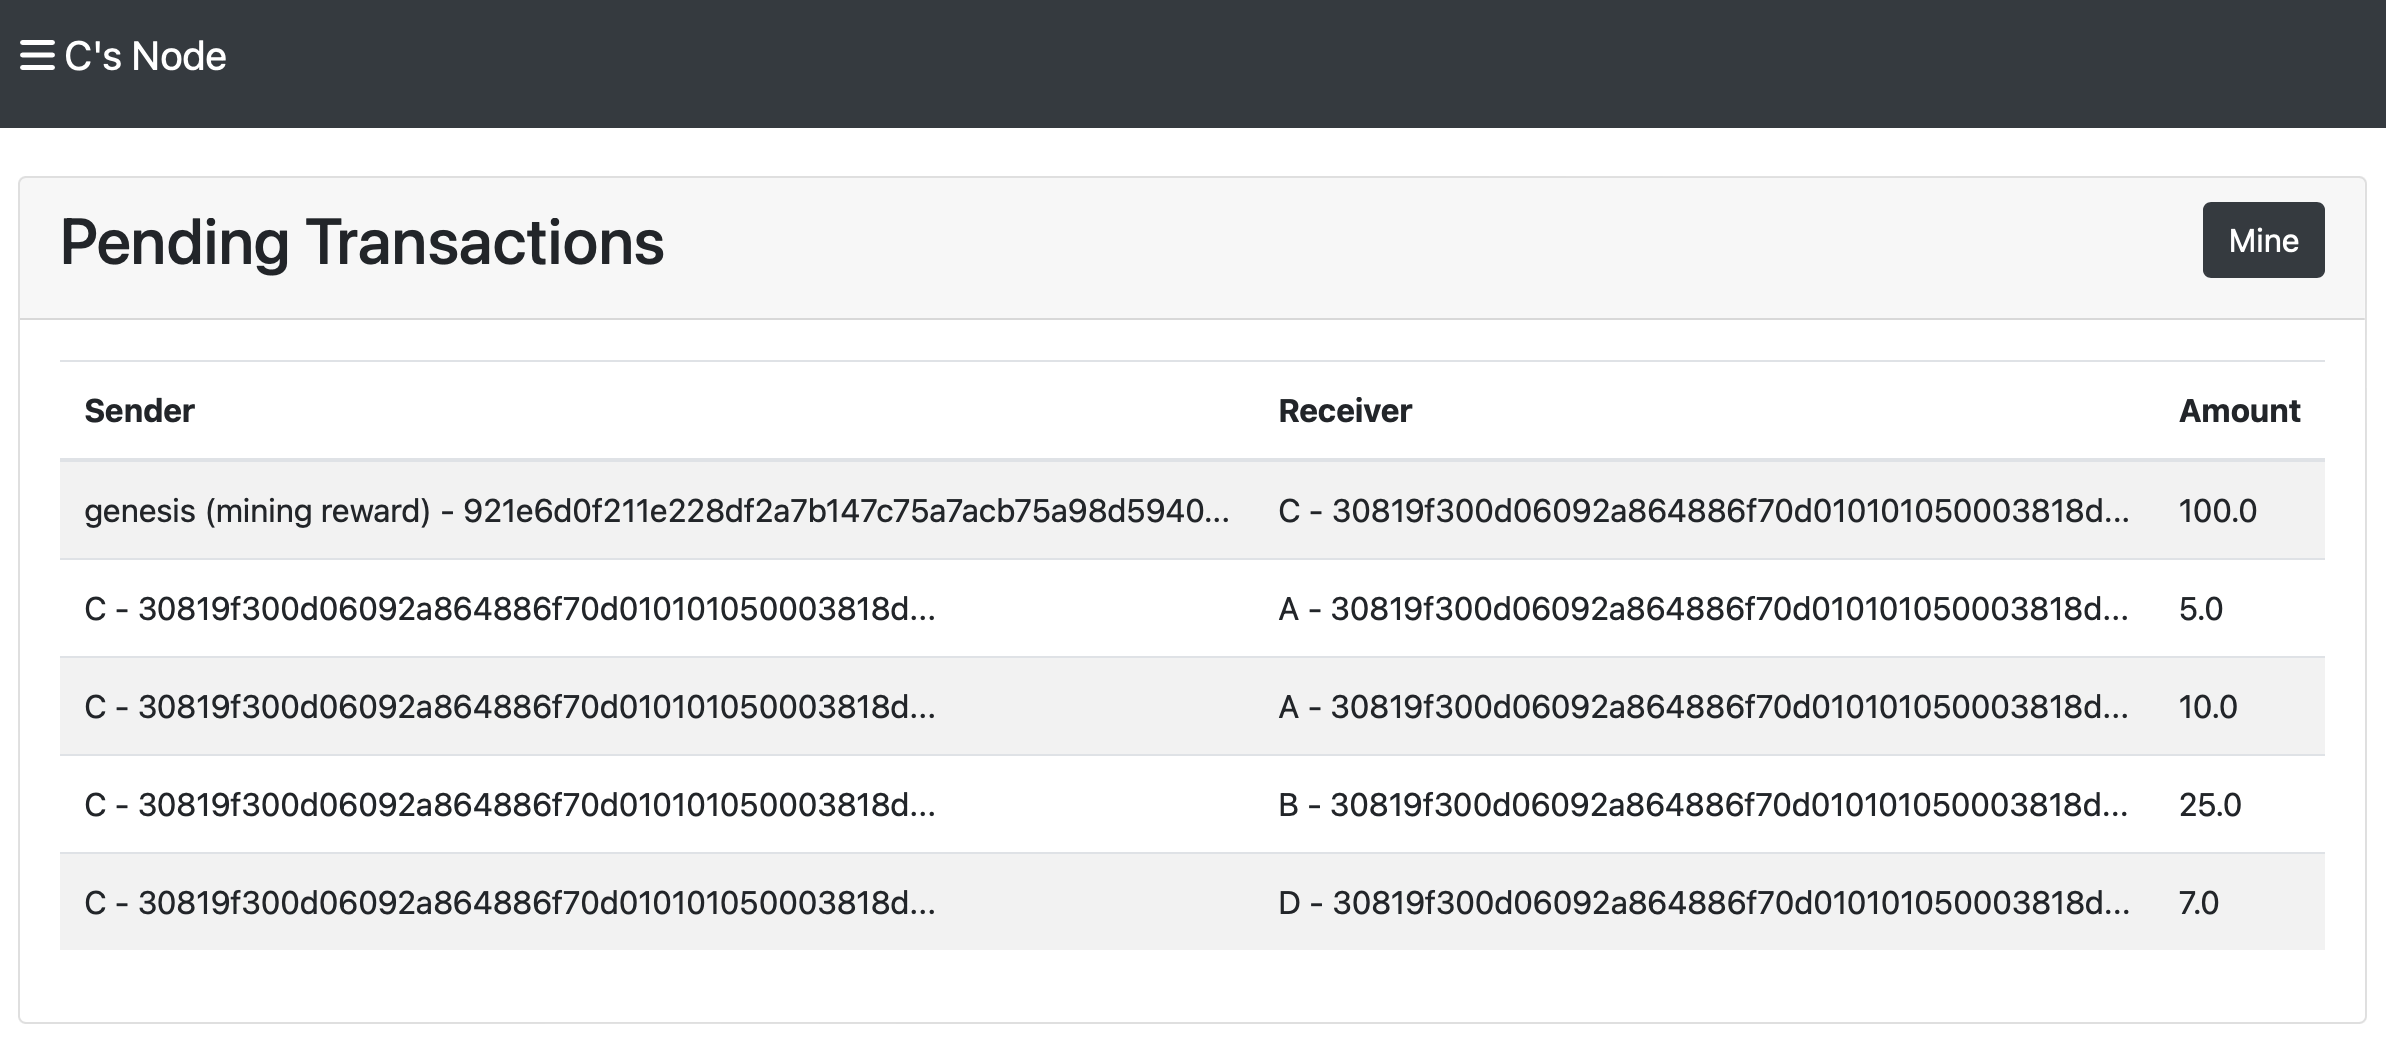 C's Node
Pending Transactions
Mine
Sender Receiver Amount
genesis (mining reward) - 921e6d0f211e228df2a7b147c75a7acb75a98d5940... C - 30819f300d06092a864886f70d010101050003818d... 100.0
C - 30819f300d06092a864886f70d010101050003818d... A - 30819f300d06092a864886f70d010101050003818d... 5.0
C - 30819f300d06092a864886f70d010101050003818d... A - 30819f300d06092a864886f70d010101050003818d... 10.0
C - 30819f300d06092a864886f70d010101050003818d... B - 30819f300d06092a864886f70d010101050003818d... 25.0
C - 30819f300d06092a864886f70d010101050003818d... D - 30819f300d06092a864886f70d010101050003818d... 7.0